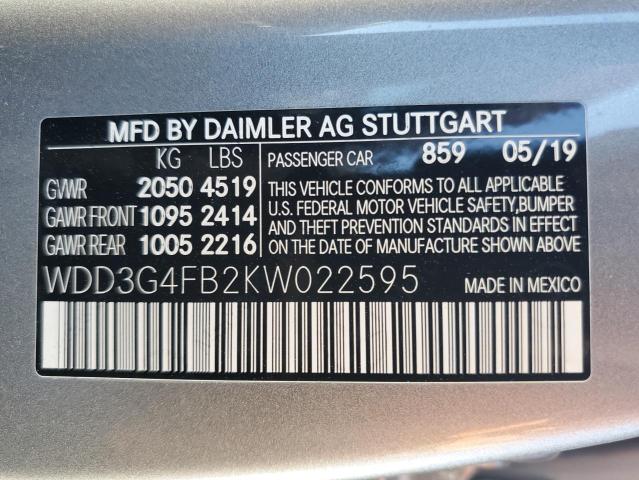 MFD BY DAIMLER AG STUTTGART
KG LBS PASSENGER CAR 859 05/19
GVWR 2050 4519
GAWR FRONT 1095 2414
GAWR REAR 1005 2216
THIS VEHICLE CONFORMS TO ALL APPLICABLE
U.S. FEDERAL MOTOR VEHICLE SAFETY,BUMPER
AND THEFT PREVENTION STANDARDS IN EFFECT
ON THE DATE OF MANUFACTURE SHOWN ABOVE
WDD3G4FB2KW022595 MADE IN MEXICO